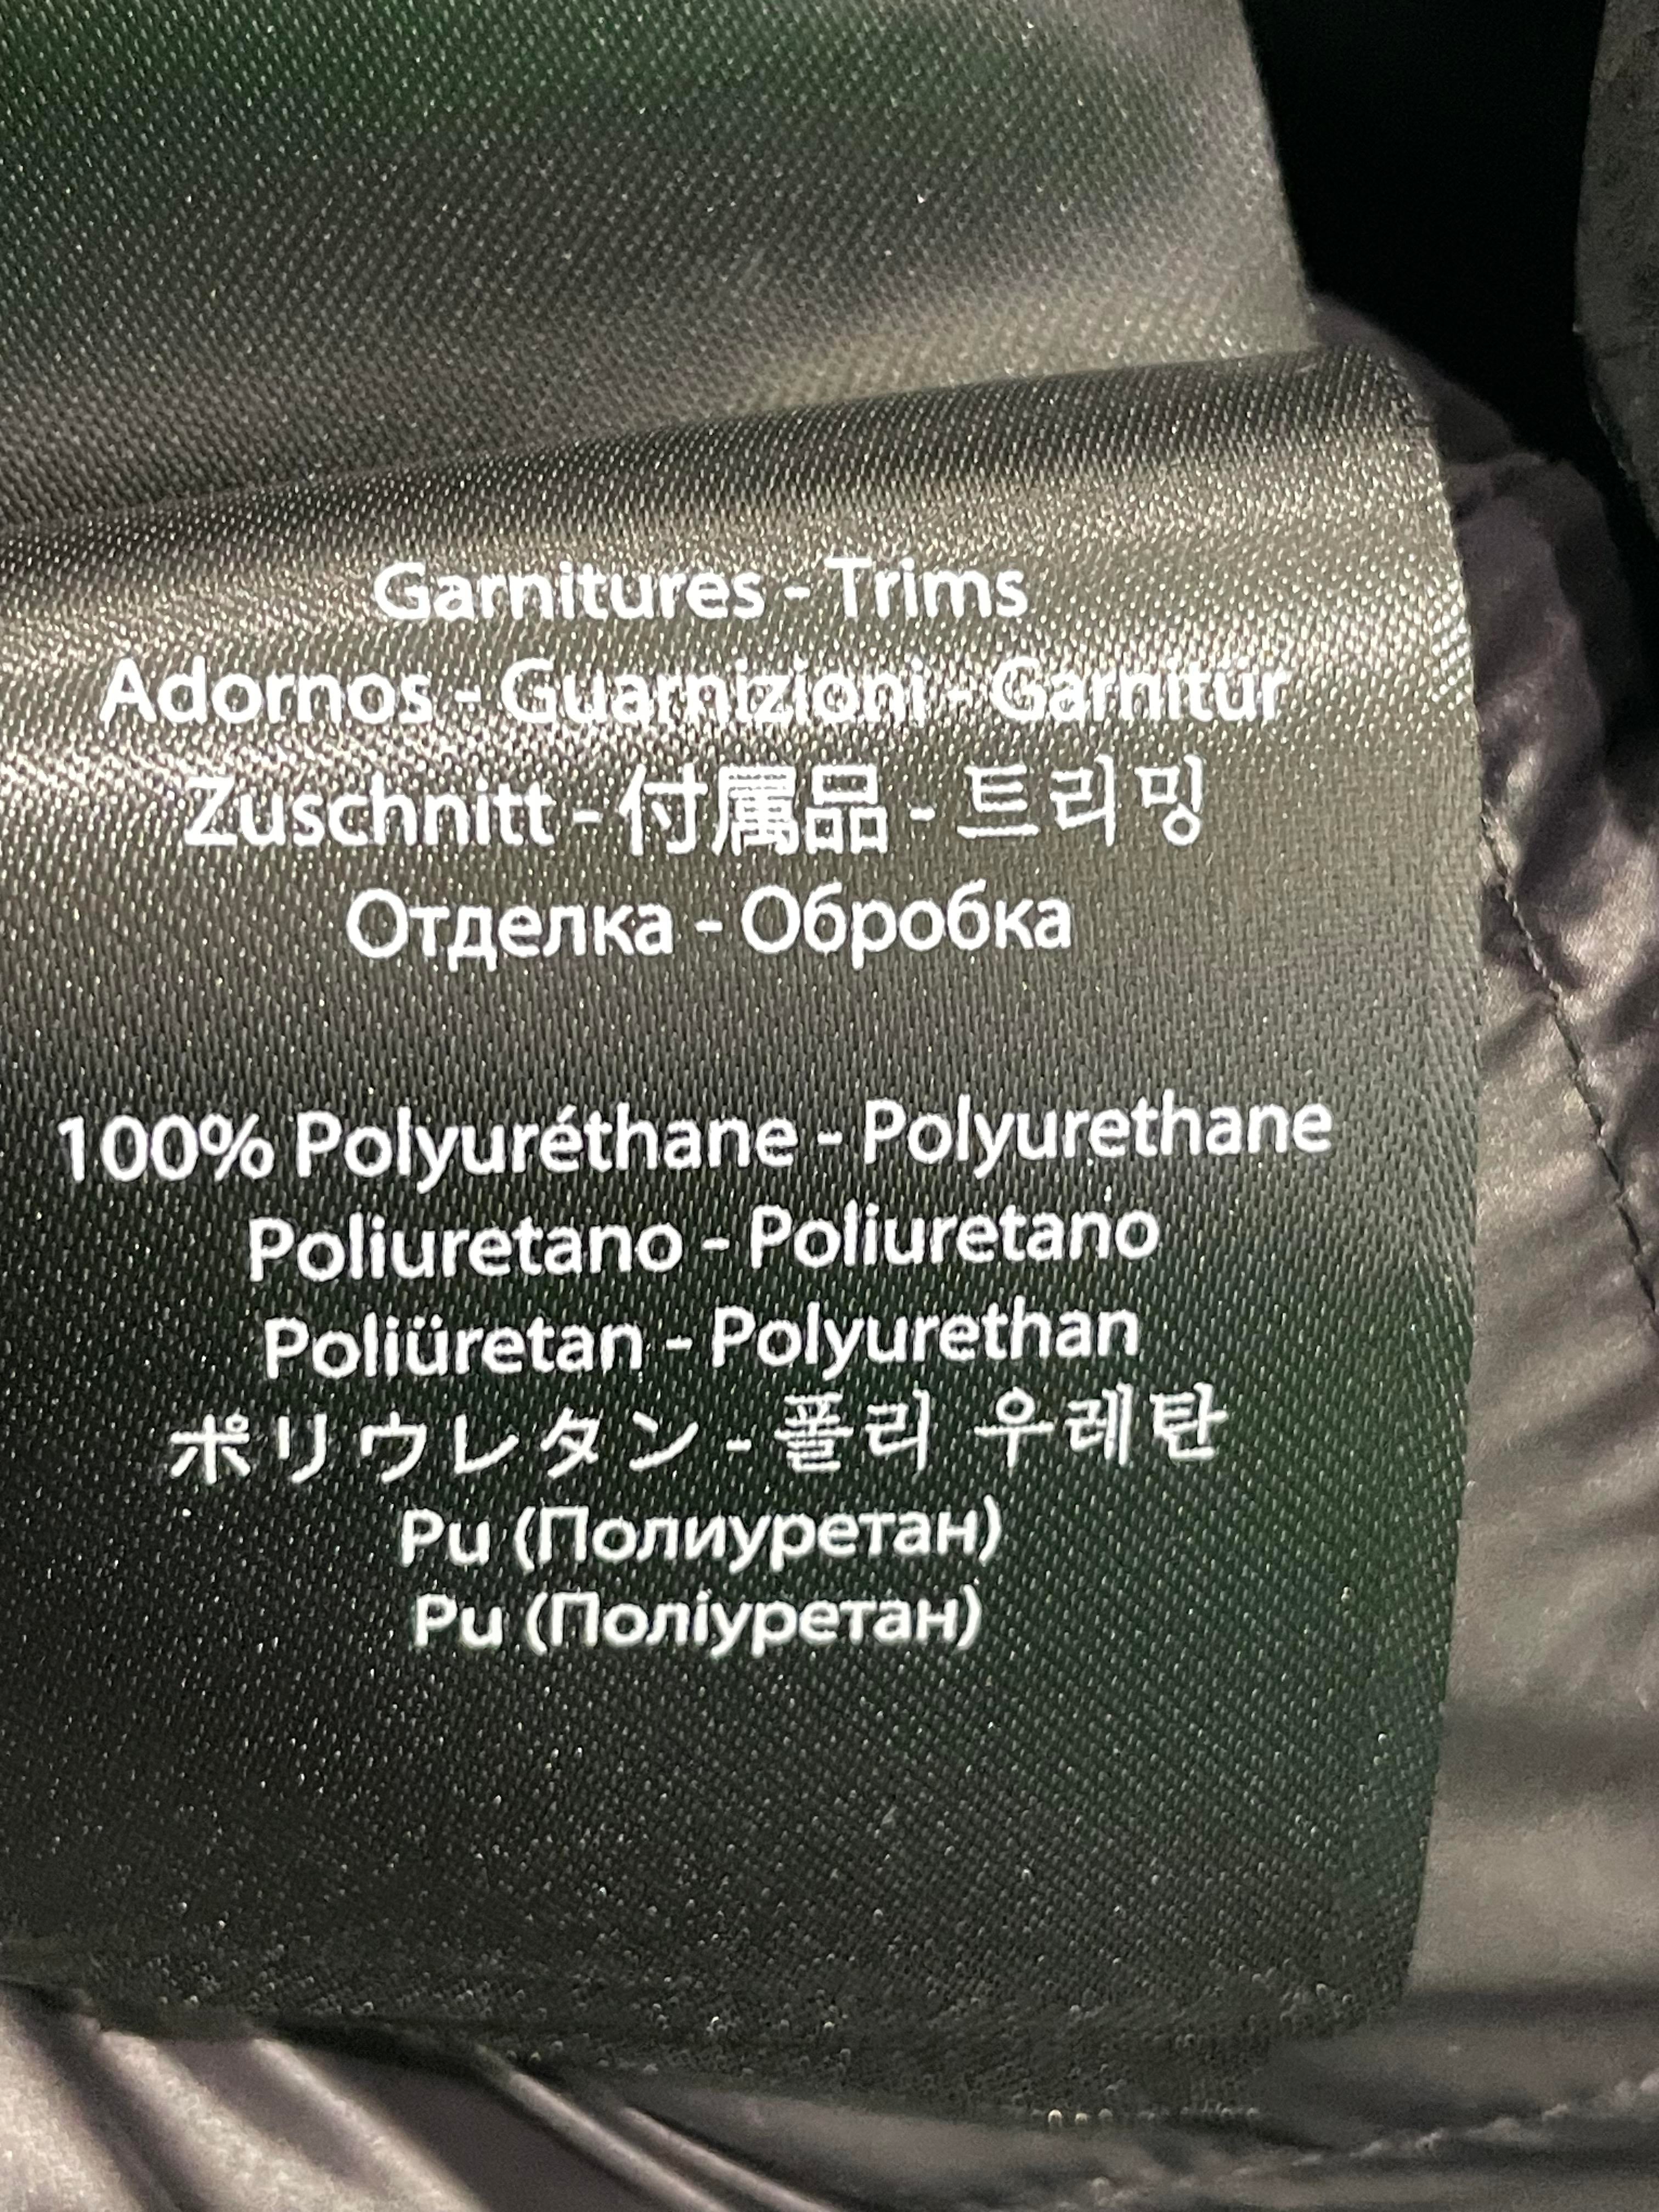 Garnitures - Trims
Adornos - Guarnizioni - Garnitür
Zuschnitt - 付属品 - 트리밍
Отделка - Обробка
100% Polyuréthane - Polyurethane
Poliuretano - Poliuretano
Poliüretan - Polyurethan
ポリウレタン - 폴리 우레탄
Pu (Полиуретан)
Pu (Поліуретан)